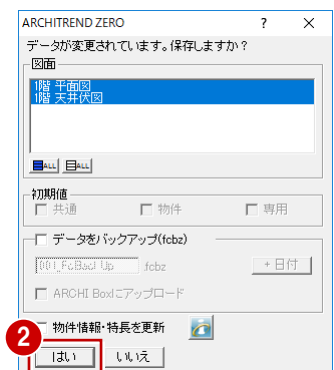 ARCHITREND ZERO ? ×
データが変更されています。保存しますか？
図面
1階 平面図
1階 天井伏図
ALL ALL
初期値
共通 物件 専用
データをバックアップ(fcbz)
001_FcBacl Up .fcbz +日付
ARCHI Boxにアップロード
物件情報・特長を更新
2
はい いいえ